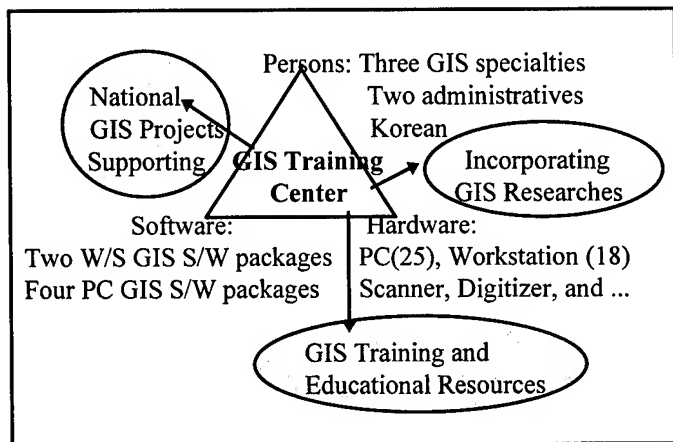 Persons: Three GIS specialties
Two administratives
Korean
National
GIS Projects
Supporting
GIS Training
Center
Incorporating
GIS Researches
Software:
Two W/S GIS S/W packages
Four PC GIS S/W packages
Hardware:
PC(25), Workstation (18)
Scanner, Digitizer, and ...
GIS Training and
Educational Resources